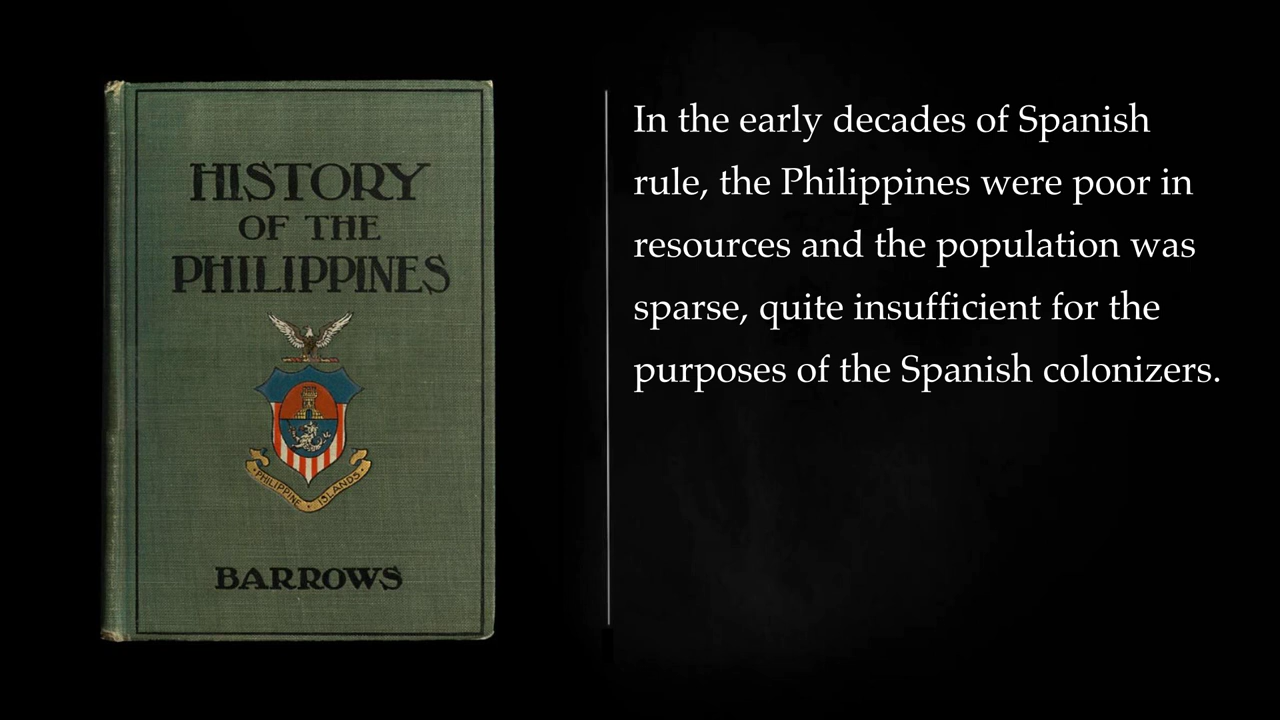 HISTORY
OF THE
PHILIPPINES
PHILIPPINE ISLANDS
BARROWS
In the early decades of Spanish
rule, the Philippines were poor in
resources and the population was
sparse, quite insufficient for the
purposes of the Spanish colonizers.